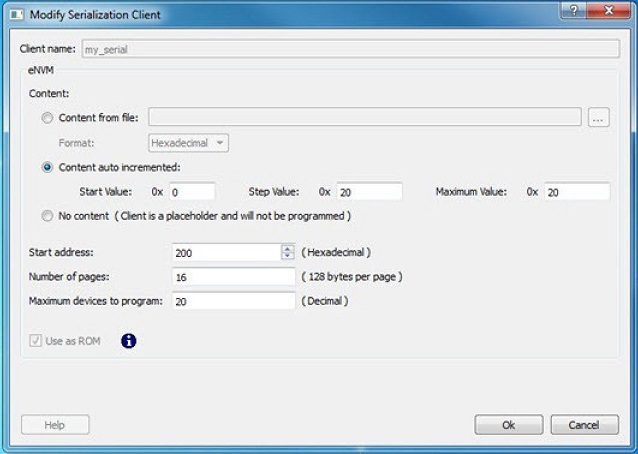 Modify Serialization Client
Client name: my_serial
eNVM
Content:
Content from file: ...
Format: Hexadecimal
Content auto incremented:
Start Value: 0x 0 Step Value: 0x 20 Maximum Value: 0x 20
No content ( Client is a placeholder and will not be programmed )
Start address: 200 ( Hexadecimal )
Number of pages: 16 ( 128 bytes per page )
Maximum devices to program: 20 (Decimal )
Use as ROM i
Help Ok Cancel